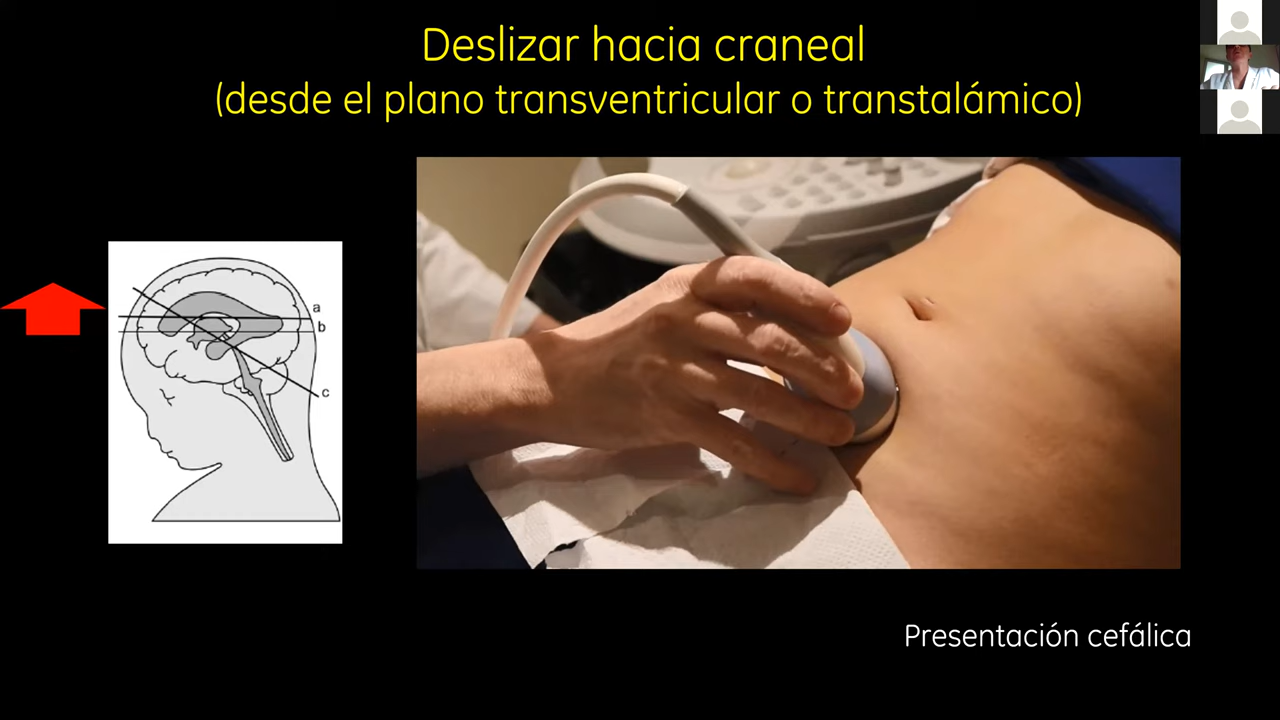 Deslizar hacia craneal
(desde el plano transventricular o transtalámico)
a
b
c
Presentación cefálica